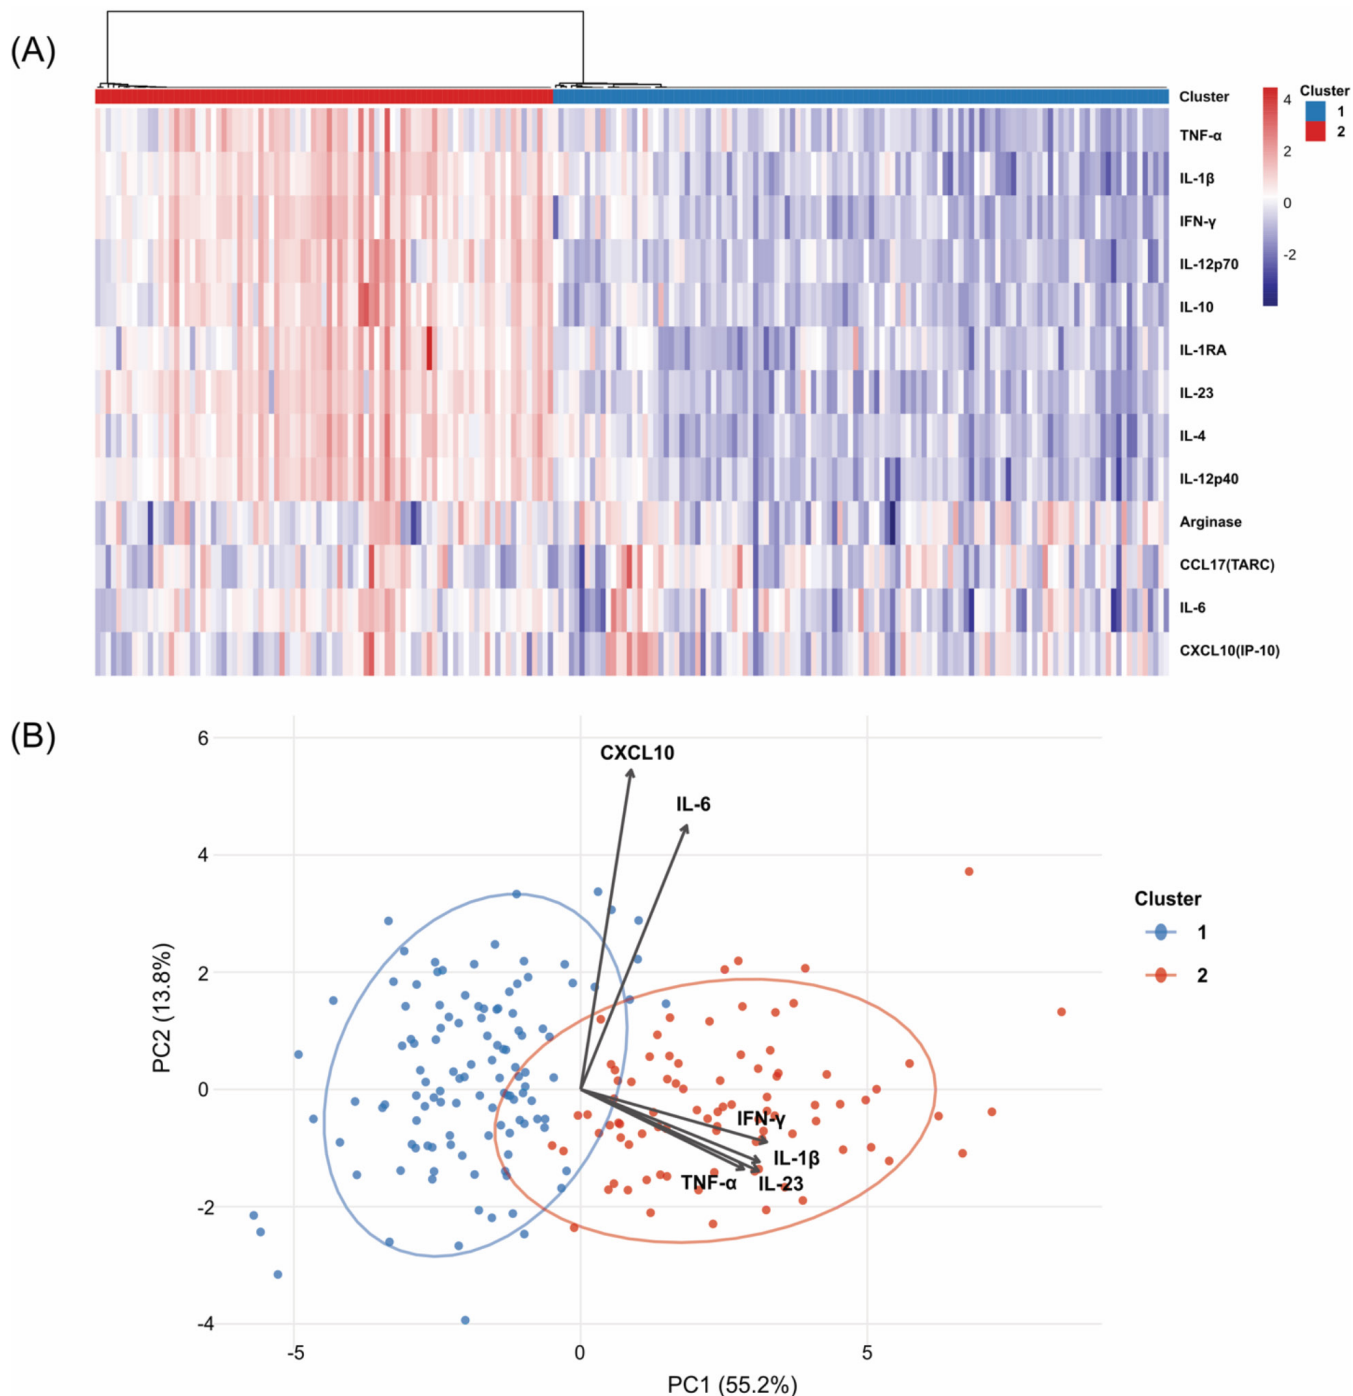 (A)
Cluster
TNF-α
IL-1β
IFN-γ
IL-12p70
IL-10
IL-1RA
IL-23
IL-4
IL-12p40
Arginase
CCL17(TARC)
IL-6
CXCL10(IP-10)
4
2
0
-2
Cluster
1
2
(B)
PC2 (13.8%)
6
4
2
0
-2
-4
CXCL10
IL-6
IFN-γ
IL-1β
TNF-α
IL-23
-5
0
5
PC1 (55.2%)
Cluster
1
2